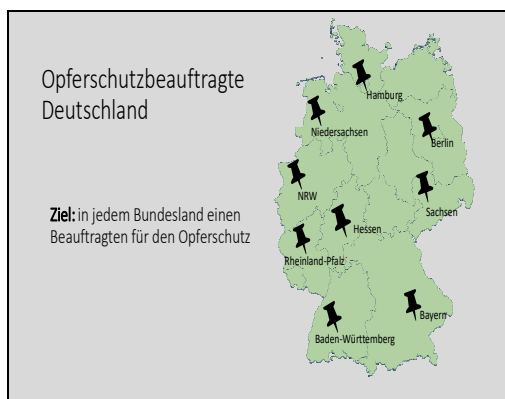 Opferschutzbeauftragte
Deutschland
Ziel: in jedem Bundesland einen
Beauftragten für den Opferschutz
Hamburg
Niedersachsen
Berlin
NRW
Sachsen
Hessen
Rheinland-Pfalz
Bayern
Baden-Württemberg